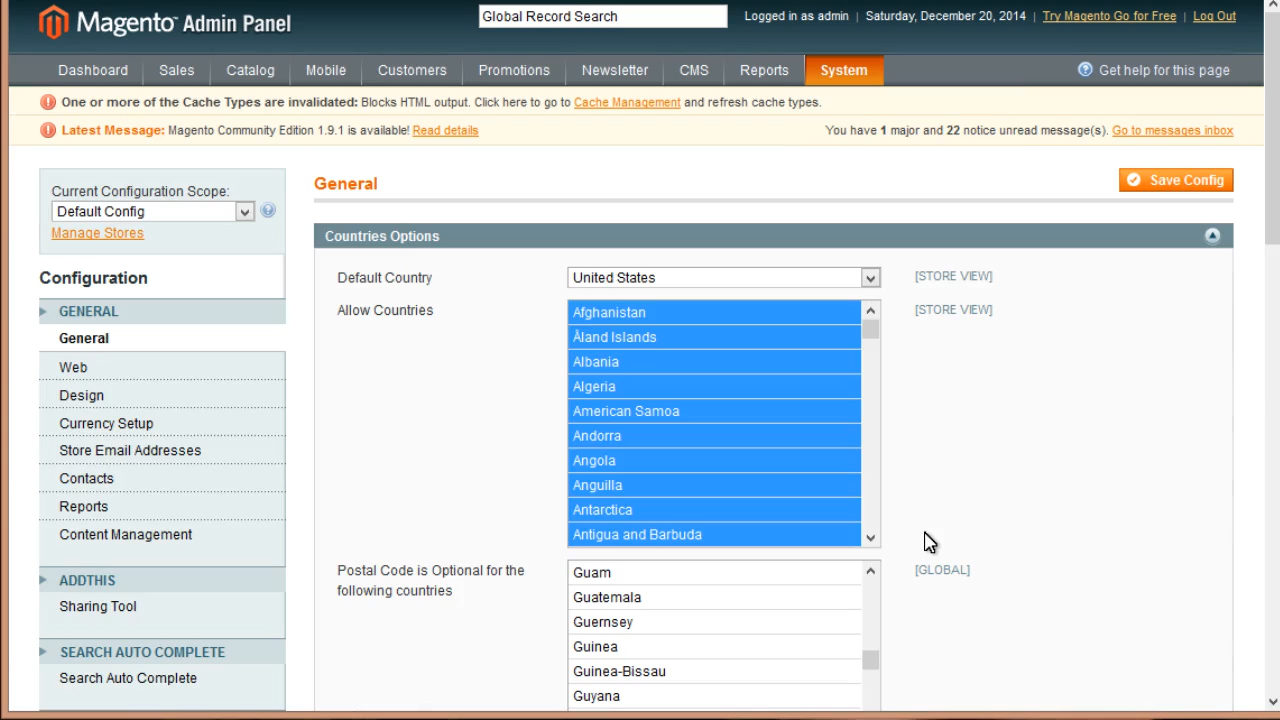 Magento Admin Panel
Global Record Search
Logged in as admin | Saturday, December 20, 2014 | Try Magento Go for Free | Log Out
Dashboard Sales Catalog Mobile Customers Promotions Newsletter CMS Reports System
Get help for this page
One or more of the Cache Types are invalidated: Blocks HTML output. Click here to go to Cache Management and refresh cache types.
Latest Message: Magento Community Edition 1.9.1 is available! Read details
You have 1 major and 22 notice unread message(s). Go to messages inbox
Current Configuration Scope:
Default Config
Manage Stores
Configuration
GENERAL
General
Web
Design
Currency Setup
Store Email Addresses
Contacts
Reports
Content Management
ADDTHIS
Sharing Tool
SEARCH AUTO COMPLETE
Search Auto Complete
General
Save Config
Countries Options
Default Country
United States
[STORE VIEW]
Allow Countries
Afghanistan
Åland Islands
Albania
Algeria
American Samoa
Andorra
Angola
Anguilla
Antarctica
Antigua and Barbuda
[STORE VIEW]
Postal Code is Optional for the
following countries
Guam
Guatemala
Guernsey
Guinea
Guinea-Bissau
Guyana
[GLOBAL]